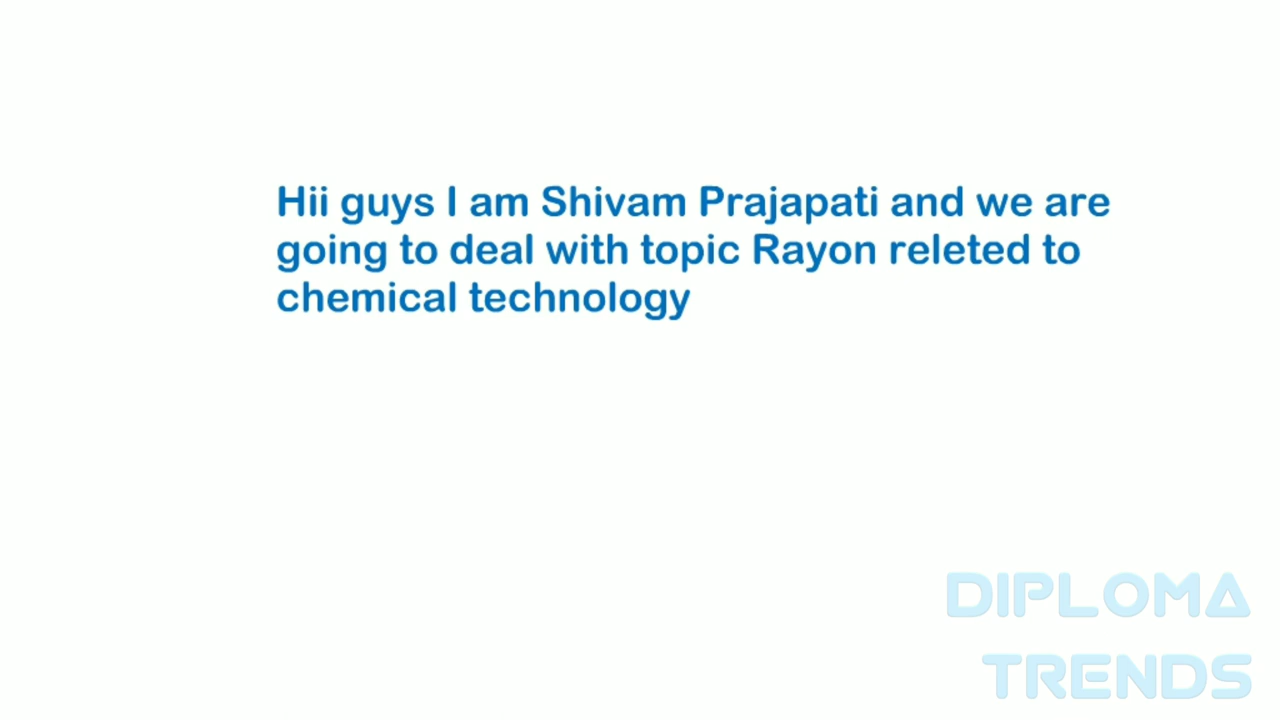 Hii guys I am Shivam Prajapati and we are
going to deal with topic Rayon releted to
chemical technology
DIPLOMA
TRENDS